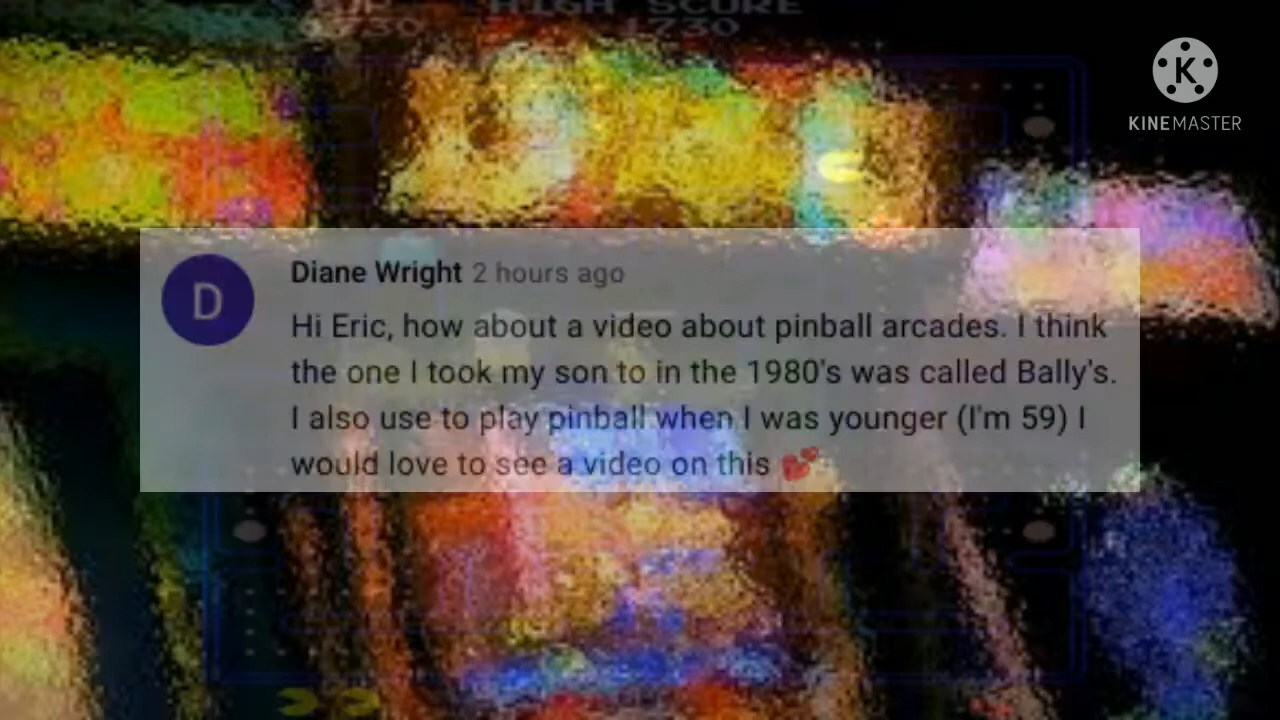 HIGH SCORE
1730
K
KINEMASTER
D
Diane Wright 2 hours ago
Hi Eric, how about a video about pinball arcades. I think
the one I took my son to in the 1980's was called Bally's.
I also use to play pinball when I was younger (I'm 59) I
would love to see a video on this 💕